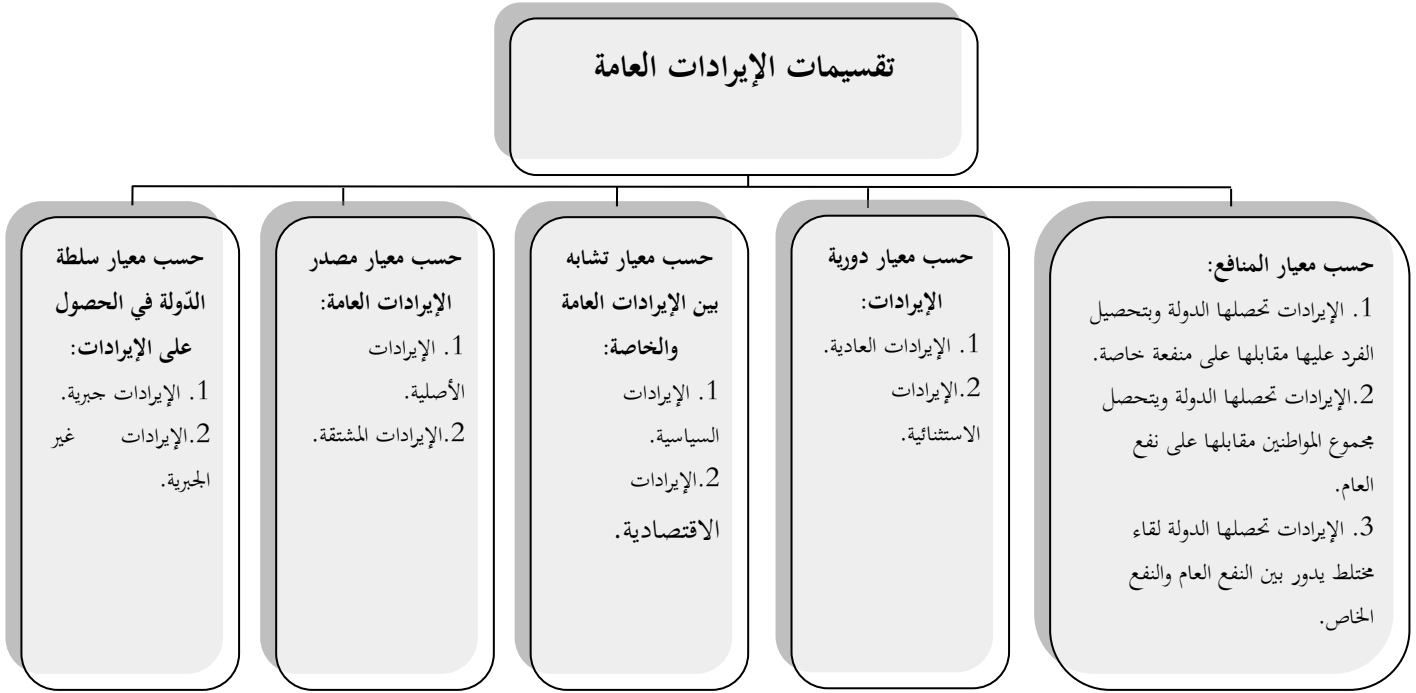 تقسيمات الإيرادات العامة
حسب معيار المنافع:
1. الإيرادات تحصلها الدولة وبتحصيل
الفرد عليها مقابلها على منفعة خاصة.
2.الإيرادات تحصلها الدولة ويتحصل
مجموع المواطنين مقابلها على نفع
العام.
3. الإيرادات تحصلها الدولة لقاء
مختلط يدور بين النفع العام والنفع
الخاص.
حسب معيار دورية
الإيرادات:
1. الإيرادات العادية.
2.الإيرادات
الاستثنائية.
حسب معيار تشابه
بين الإيرادات العامة
والخاصة:
1. الإيرادات
السياسية.
2.الإيرادات
الاقتصادية.
حسب معيار مصدر
الإيرادات العامة:
1. الإيرادات
الأصلية.
2.الإيرادات المشتقة.
حسب معيار سلطة
الدّولة في الحصول
على الإيرادات:
1. الإيرادات جبرية.
2.الإيرادات غير
الجبرية.